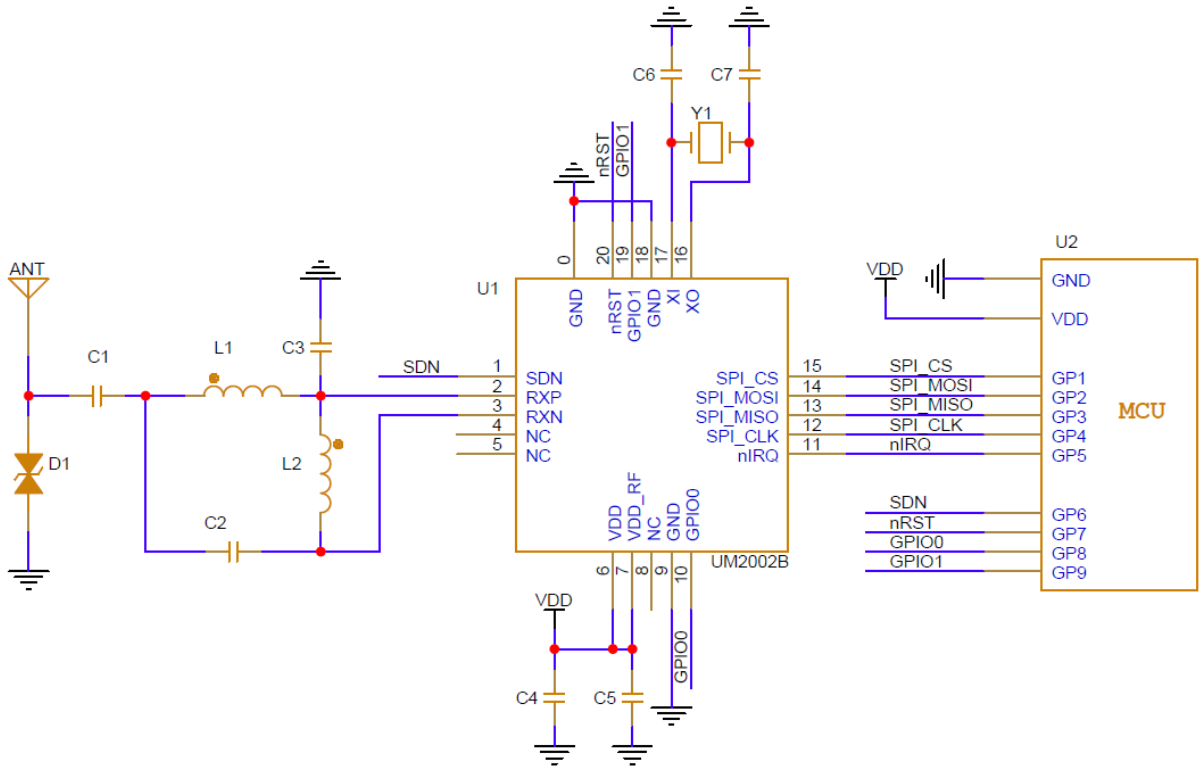 C6
C7
Y1
nRST
GPIO1
0
20
19
18
17
16
U2
ANT
U1
GND
nRST
GPIO1
GND
XI
XO
VDD
GND
VDD
C1
L1
C3
SDN
1
SDN
2
RXP
3
RXN
4
NC
5
NC
SPI_CS
15
SPI_CS
GP1
SPI_MOSI
14
SPI_MOSI
GP2
SPI_MISO
13
SPI_MISO
GP3
SPI_CLK
12
SPI_CLK
GP4
nIRQ
11
nIRQ
GP5
MCU
D1
L2
C2
VDD
VDD_RF
NC
GND
GPIO0
SDN
GP6
nRST
GP7
GPIO0
GP8
GPIO1
GP9
UM2002B
6
7
8
9
10
VDD
GPIO0
C4
C5